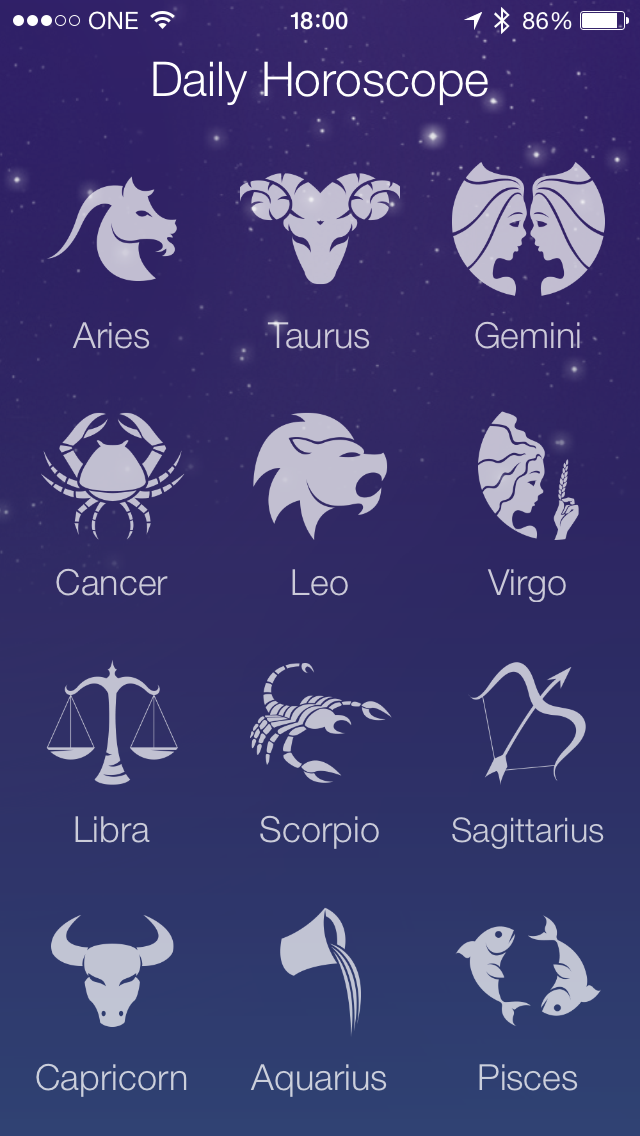 ONE 18:00 86%
Daily Horoscope
Aries Taurus Gemini
Cancer Leo Virgo
Libra Scorpio Sagittarius
Capricorn Aquarius Pisces